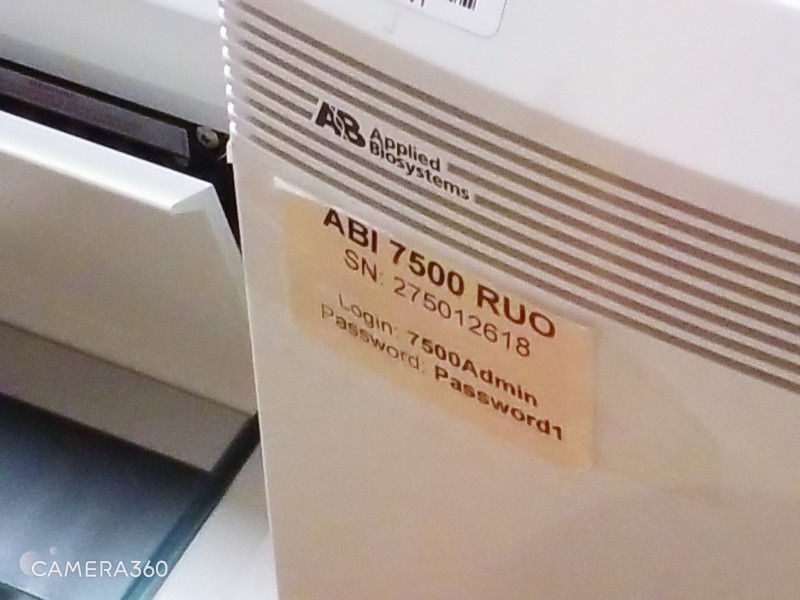 AB Applied
Biosystems
ABI 7500 RUO
SN: 275012618
Login: 7500Admin
Password: Password1
CAMERA360